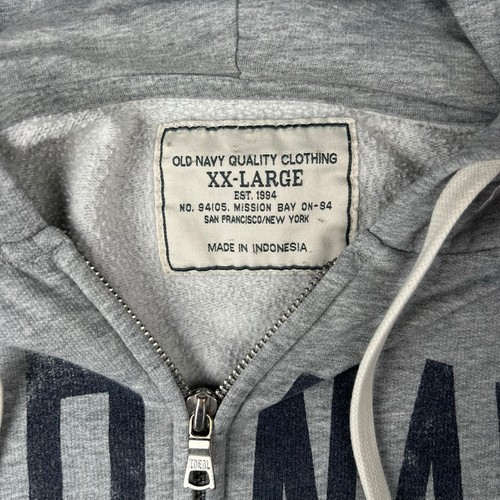 OLD NAVY QUALITY CLOTHING
XX-LARGE
EST. 1994
NO. 94105. MISSION BAY ON-94
SAN FRANCISCO/NEW YORK
MADE IN INDONESIA
IDEAL